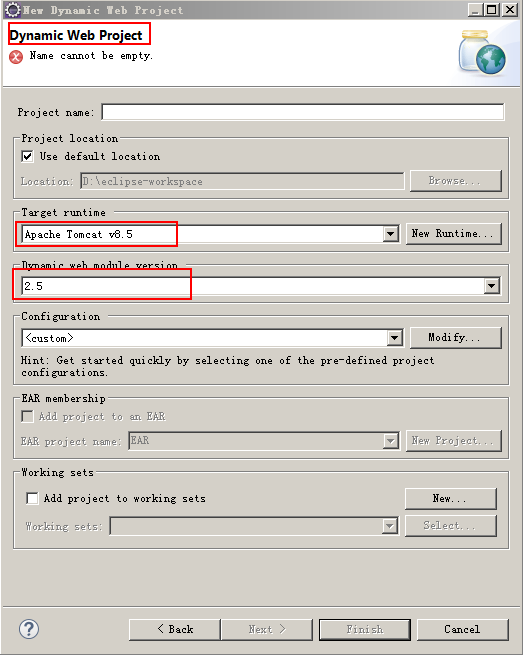 New Dynamic Web Project
Dynamic Web Project
Name cannot be empty.
Project name:
Project location
Use default location
Location: D:\eclipse-workspace Browse...
Target runtime
Apache Tomcat v8.5 New Runtime...
Dynamic web module version
2.5
Configuration
<custom> Modify...
Hint: Get started quickly by selecting one of the pre-defined project
configurations.
EAR membership
Add project to an EAR
EAR project name: EAR New Project...
Working sets
Add project to working sets New...
Working sets: Select...
? < Back Next > Finish Cancel